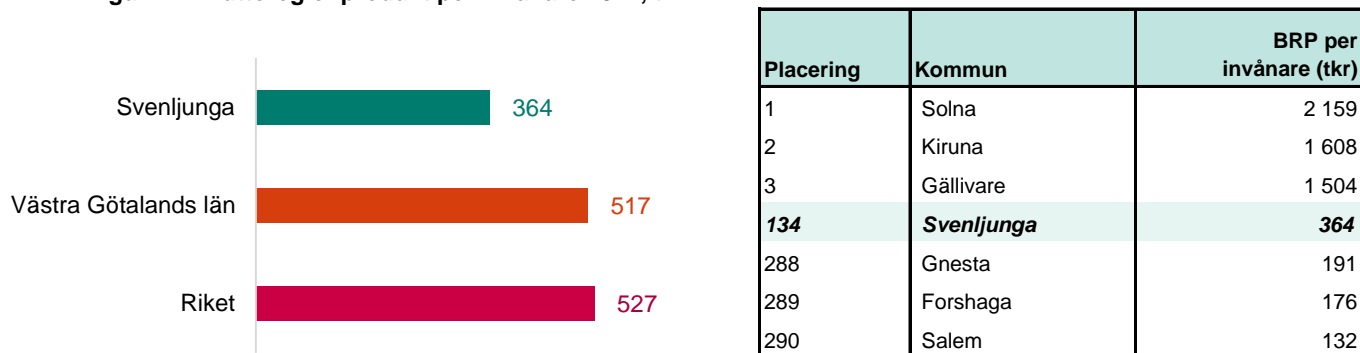 Svenljunga 364
Västra Götalands län 517
Riket 527
Placering Kommun BRP per invånare (tkr)
1 Solna 2 159
2 Kiruna 1 608
3 Gällivare 1 504
134 Svenljunga 364
288 Gnesta 191
289 Forshaga 176
290 Salem 132